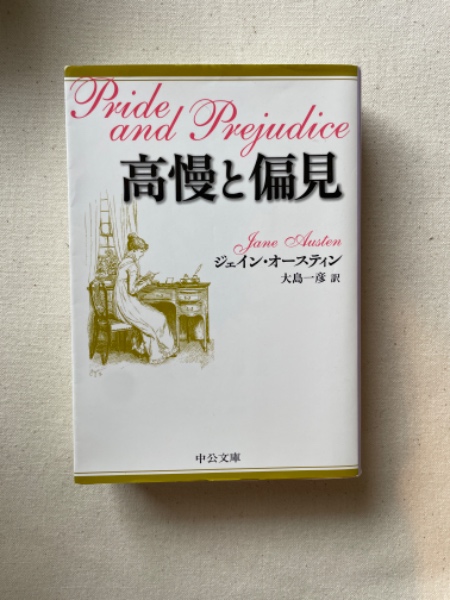 Pride
and Prejudice
高慢と偏見
Jane Austen
ジェイン・オースティン
大島一彦 訳
中公文庫